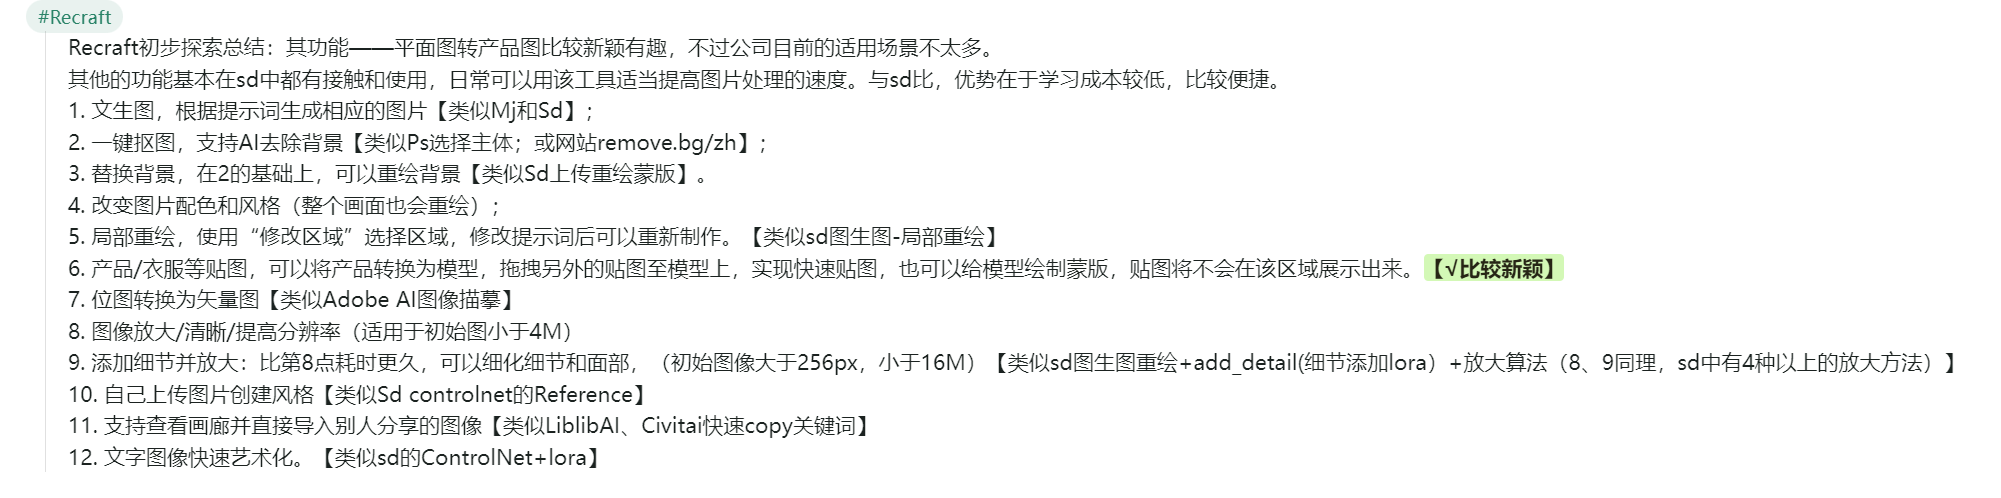 #Recraft
Recraft初步探索总结：其功能——平面图转产品图比较新颖有趣，不过公司目前的适用场景不太多。
其他的功能基本在sd中都有接触和使用，日常可以用该工具适当提高图片处理的速度。与sd比，优势在于学习成本较低，比较便捷。
1. 文生图，根据提示词生成相应的图片【类似Mj和Sd】；
2. 一键抠图，支持AI去除背景【类似Ps选择主体；或网站remove.bg/zh】；
3. 替换背景，在2的基础上，可以重绘背景【类似Sd上传重绘蒙版】。
4. 改变图片配色和风格（整个画面也会重绘）；
5. 局部重绘，使用“修改区域”选择区域，修改提示词后可以重新制作。【类似sd图生图-局部重绘】
6. 产品/衣服等贴图，可以将产品转换为模型，拖拽另外的贴图至模型上，实现快速贴图，也可以给模型绘制蒙版，贴图将不会在该区域展示出来。【√比较新颖】
7. 位图转换为矢量图【类似Adobe AI图像描摹】
8. 图像放大/清晰/提高分辨率（适用于初始图小于4M）
9. 添加细节并放大：比第8点耗时更久，可以细化细节和面部，（初始图像大于256px，小于16M）【类似sd图生图重绘+add_detail(细节添加lora）+放大算法（8、9同理，sd中有4种以上的放大方法）】
10. 自己上传图片创建风格【类似Sd controlnet的Reference】
11. 支持查看画廊并直接导入别人分享的图像【类似LiblibAI、Civitai快速copy关键词】
12. 文字图像快速艺术化。【类似sd的ControlNet+lora】